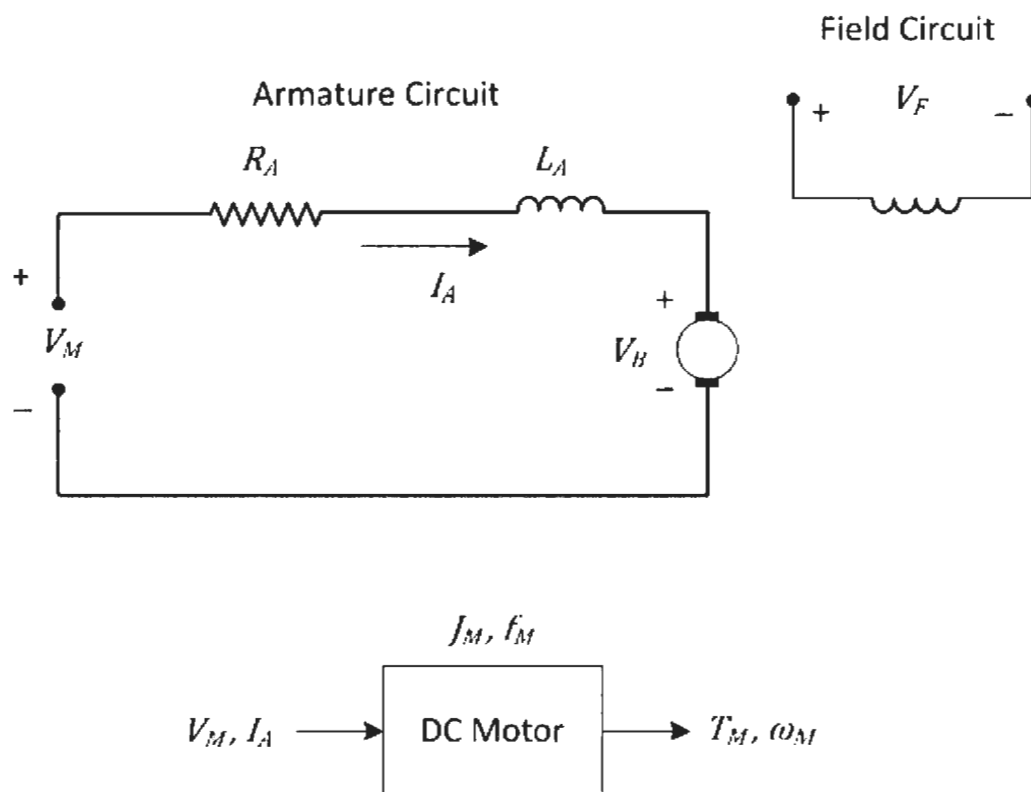 Field Circuit
Armature Circuit
+ V_F −
R_A
L_A
I_A
+
V_M
−
+
V_B
−
J_M, f_M
V_M, I_A
DC Motor
T_M, ω_M